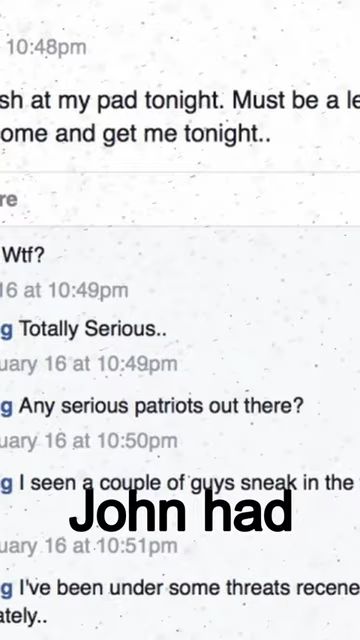 10:48pm
sh at my pad tonight. Must be a le
ome and get me tonight..
re
Wtf?
16 at 10:49pm
g Totally Serious..
uary 16 at 10:49pm
g Any serious patriots out there?
uary 16 at 10:50pm
g I seen a couple of guys sneak in the
John had
uary 16 at 10:51pm
g I've been under some threats recene
ately..